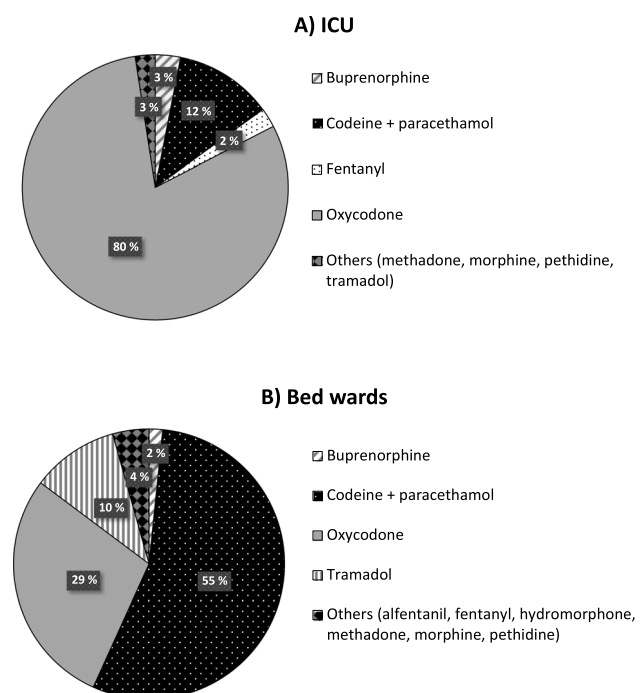 A) ICU
3 %
3 %
12 %
2 %
80 %
Buprenorphine
Codeine + paracethamol
Fentanyl
Oxycodone
Others (methadone, morphine, pethidine,
tramadol)
B) Bed wards
2 %
4 %
10 %
29 %
55 %
Buprenorphine
Codeine + paracethamol
Oxycodone
Tramadol
Others (alfentanil, fentanyl, hydromorphone,
methadone, morphine, pethidine)